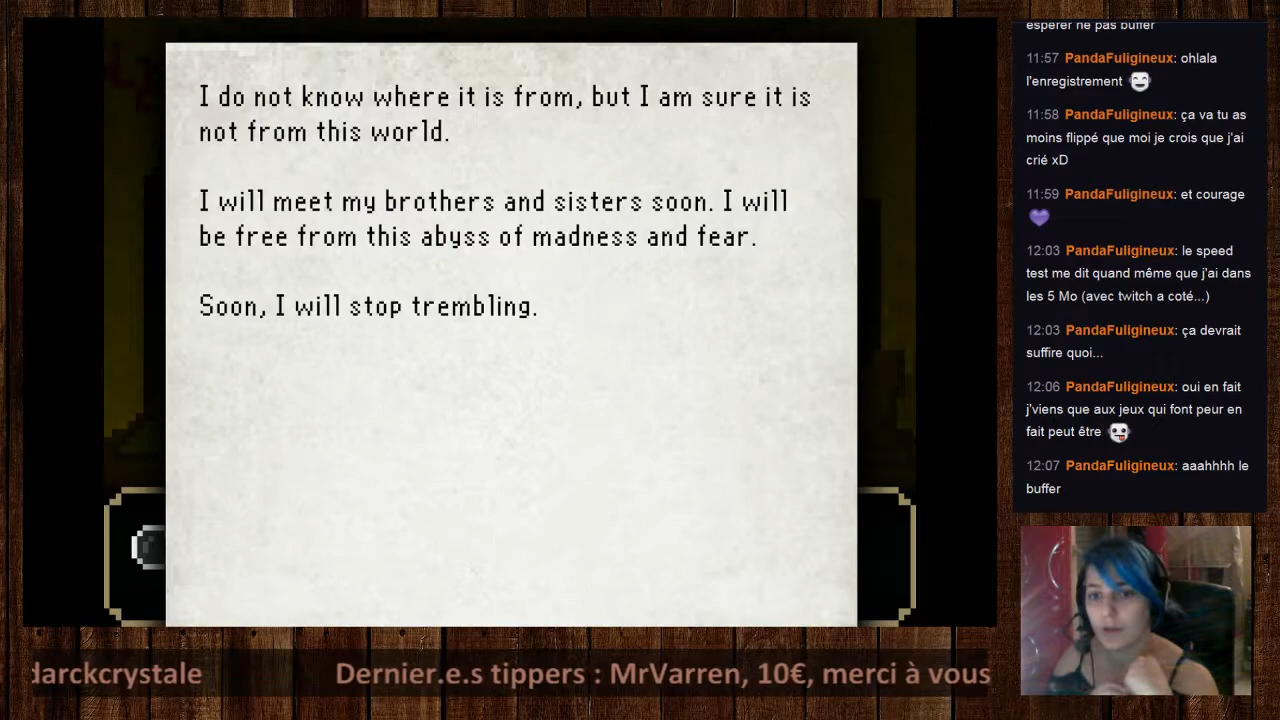 I do not know where it is from, but I am sure it is
not from this world.
I will meet my brothers and sisters soon. I will
be free from this abyss of madness and fear.
Soon, I will stop trembling.
espérer ne pas buffer
11:57 PandaFuligineux: ohlala
l'enregistrement
11:58 PandaFuligineux: ça va tu as
moins flippé que moi je crois que j'ai
crié xD
11:59 PandaFuligineux: et courage
12:03 PandaFuligineux: le speed
test me dit quand même que j'ai dans
les 5 Mo (avec twitch a coté...)
12:03 PandaFuligineux: ça devrait
suffire quoi...
12:06 PandaFuligineux: oui en fait
j'viens que aux jeux qui font peur en
fait peut être
12:07 PandaFuligineux: aaahhhh le
buffer
darckcrystale Dernier.e.s tippers : MrVarren, 10€, merci à vous